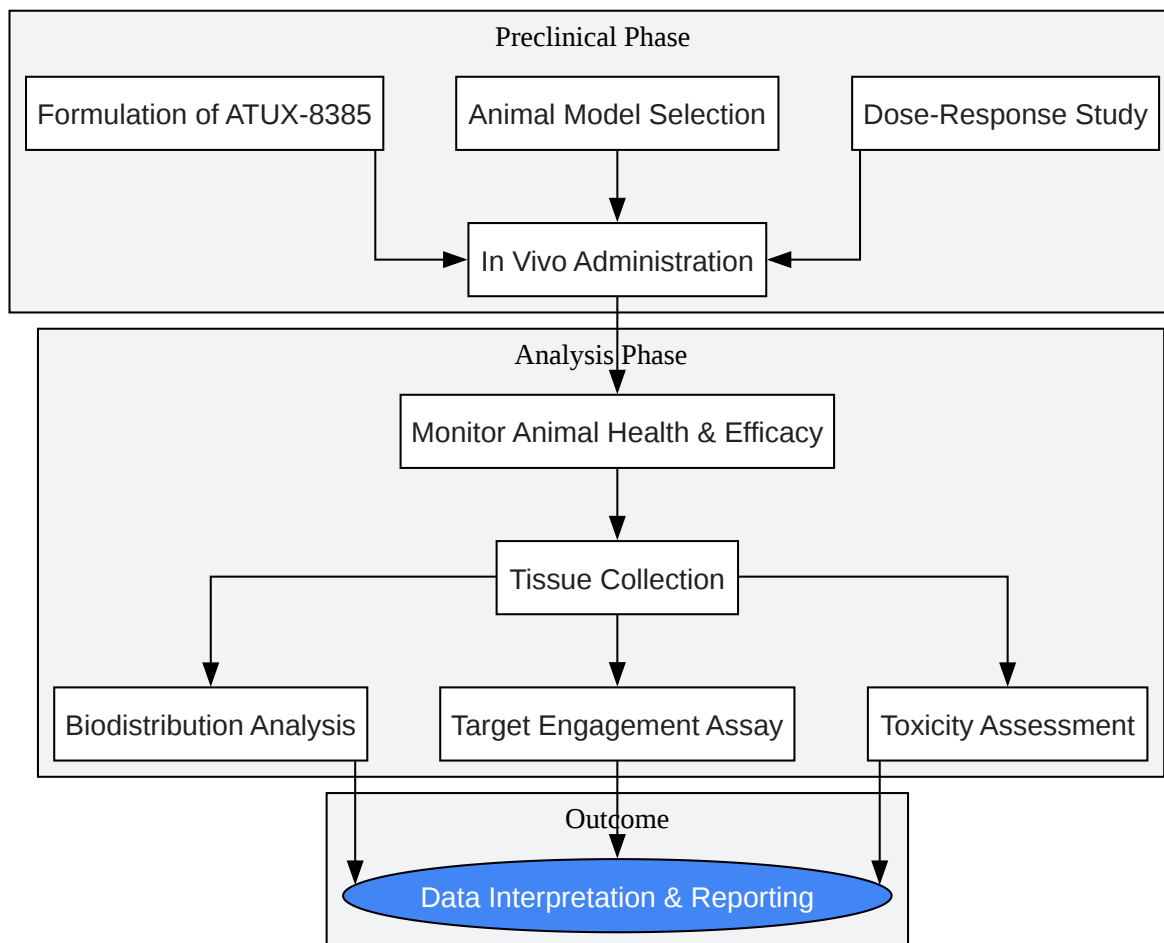 Preclinical Phase
Formulation of ATUX-8385
Animal Model Selection
Dose-Response Study
In Vivo Administration
Analysis Phase
Monitor Animal Health & Efficacy
Tissue Collection
Biodistribution Analysis
Target Engagement Assay
Toxicity Assessment
Outcome
Data Interpretation & Reporting